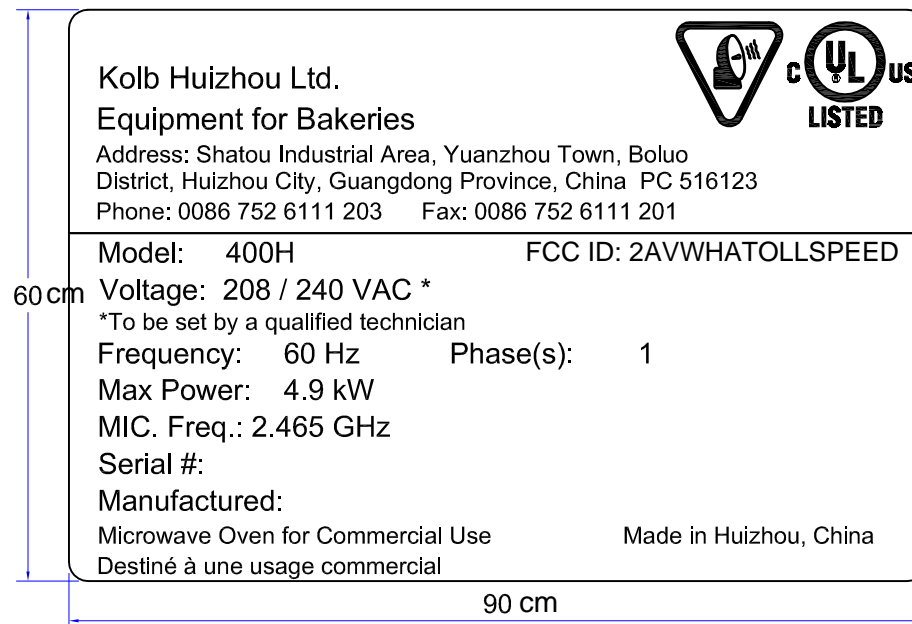 Kolb Huizhou Ltd.
Equipment for Bakeries
C UL ® US
LISTED
Address: Shatou Industrial Area, Yuanzhou Town, Boluo
District, Huizhou City, Guangdong Province, China PC 516123
Phone: 0086 752 6111 203 Fax: 0086 752 6111 201
Model: 400H FCC ID: 2AVWHATOLLSPEED
60 cm
Voltage: 208 / 240 VAC *
*To be set by a qualified technician
Frequency: 60 Hz Phase(s): 1
Max Power: 4.9 kW
MIC. Freq.: 2.465 GHz
Serial #:
Manufactured:
Microwave Oven for Commercial Use Made in Huizhou, China
Destiné à une usage commercial
90 cm